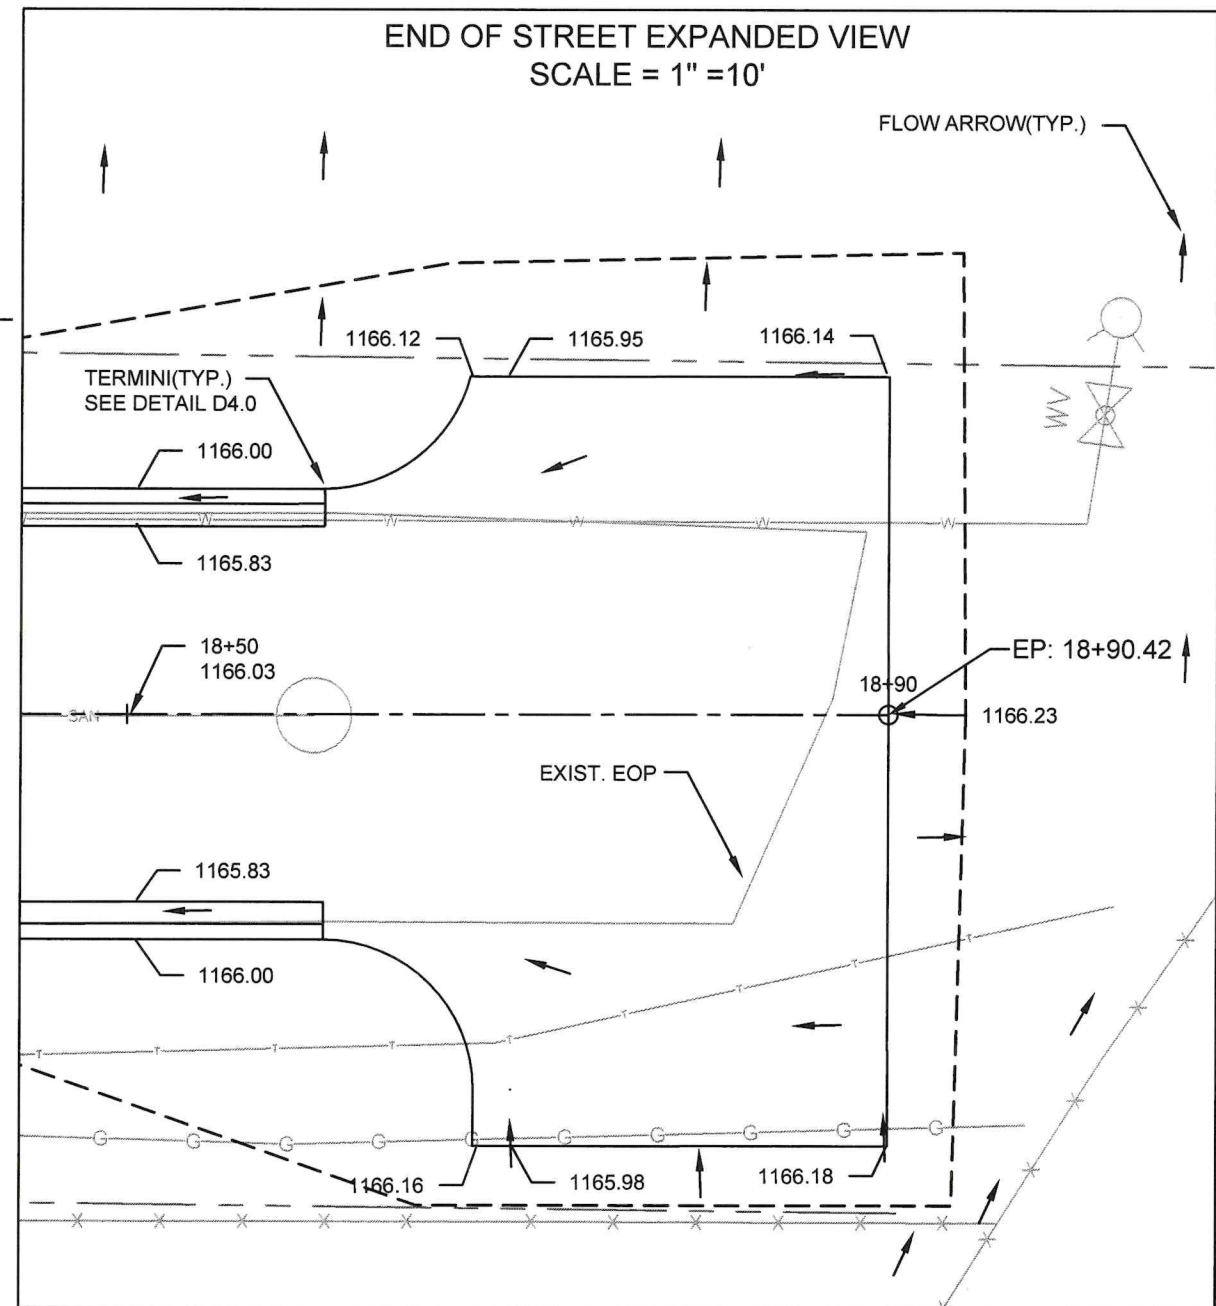 END OF STREET EXPANDED VIEW
SCALE = 1" =10'
FLOW ARROW(TYP.)
1166.12
1165.95
1166.14
TERMINI(TYP.)
SEE DETAIL D4.0
WV
1166.00
W W W W W
1165.83
18+50
1166.03
EP: 18+90.42
18+90
SAN
1166.23
EXIST. EOP
1165.83
1166.00
T T T T T T T T T
G G G G G G G G G G
1166.16
1165.98
1166.18
X X X X X X X X X X X